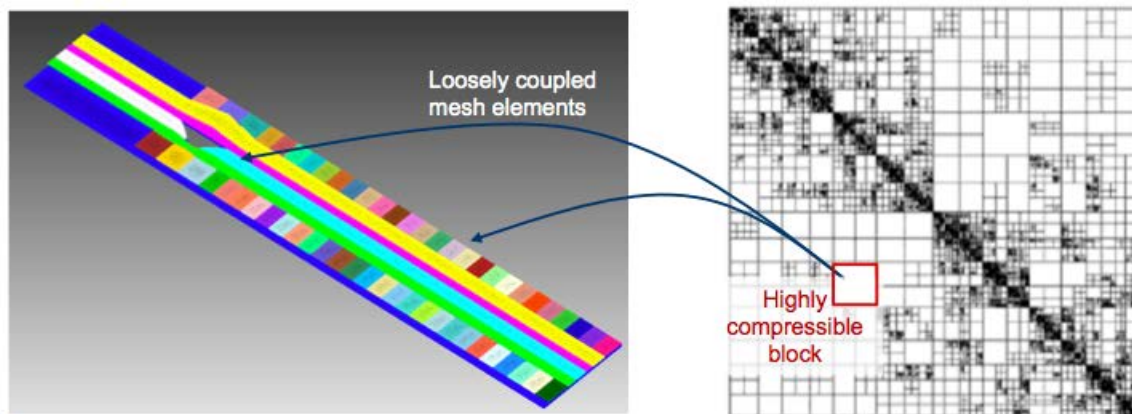 Loosely coupled
mesh elements
Highly
compressible
block